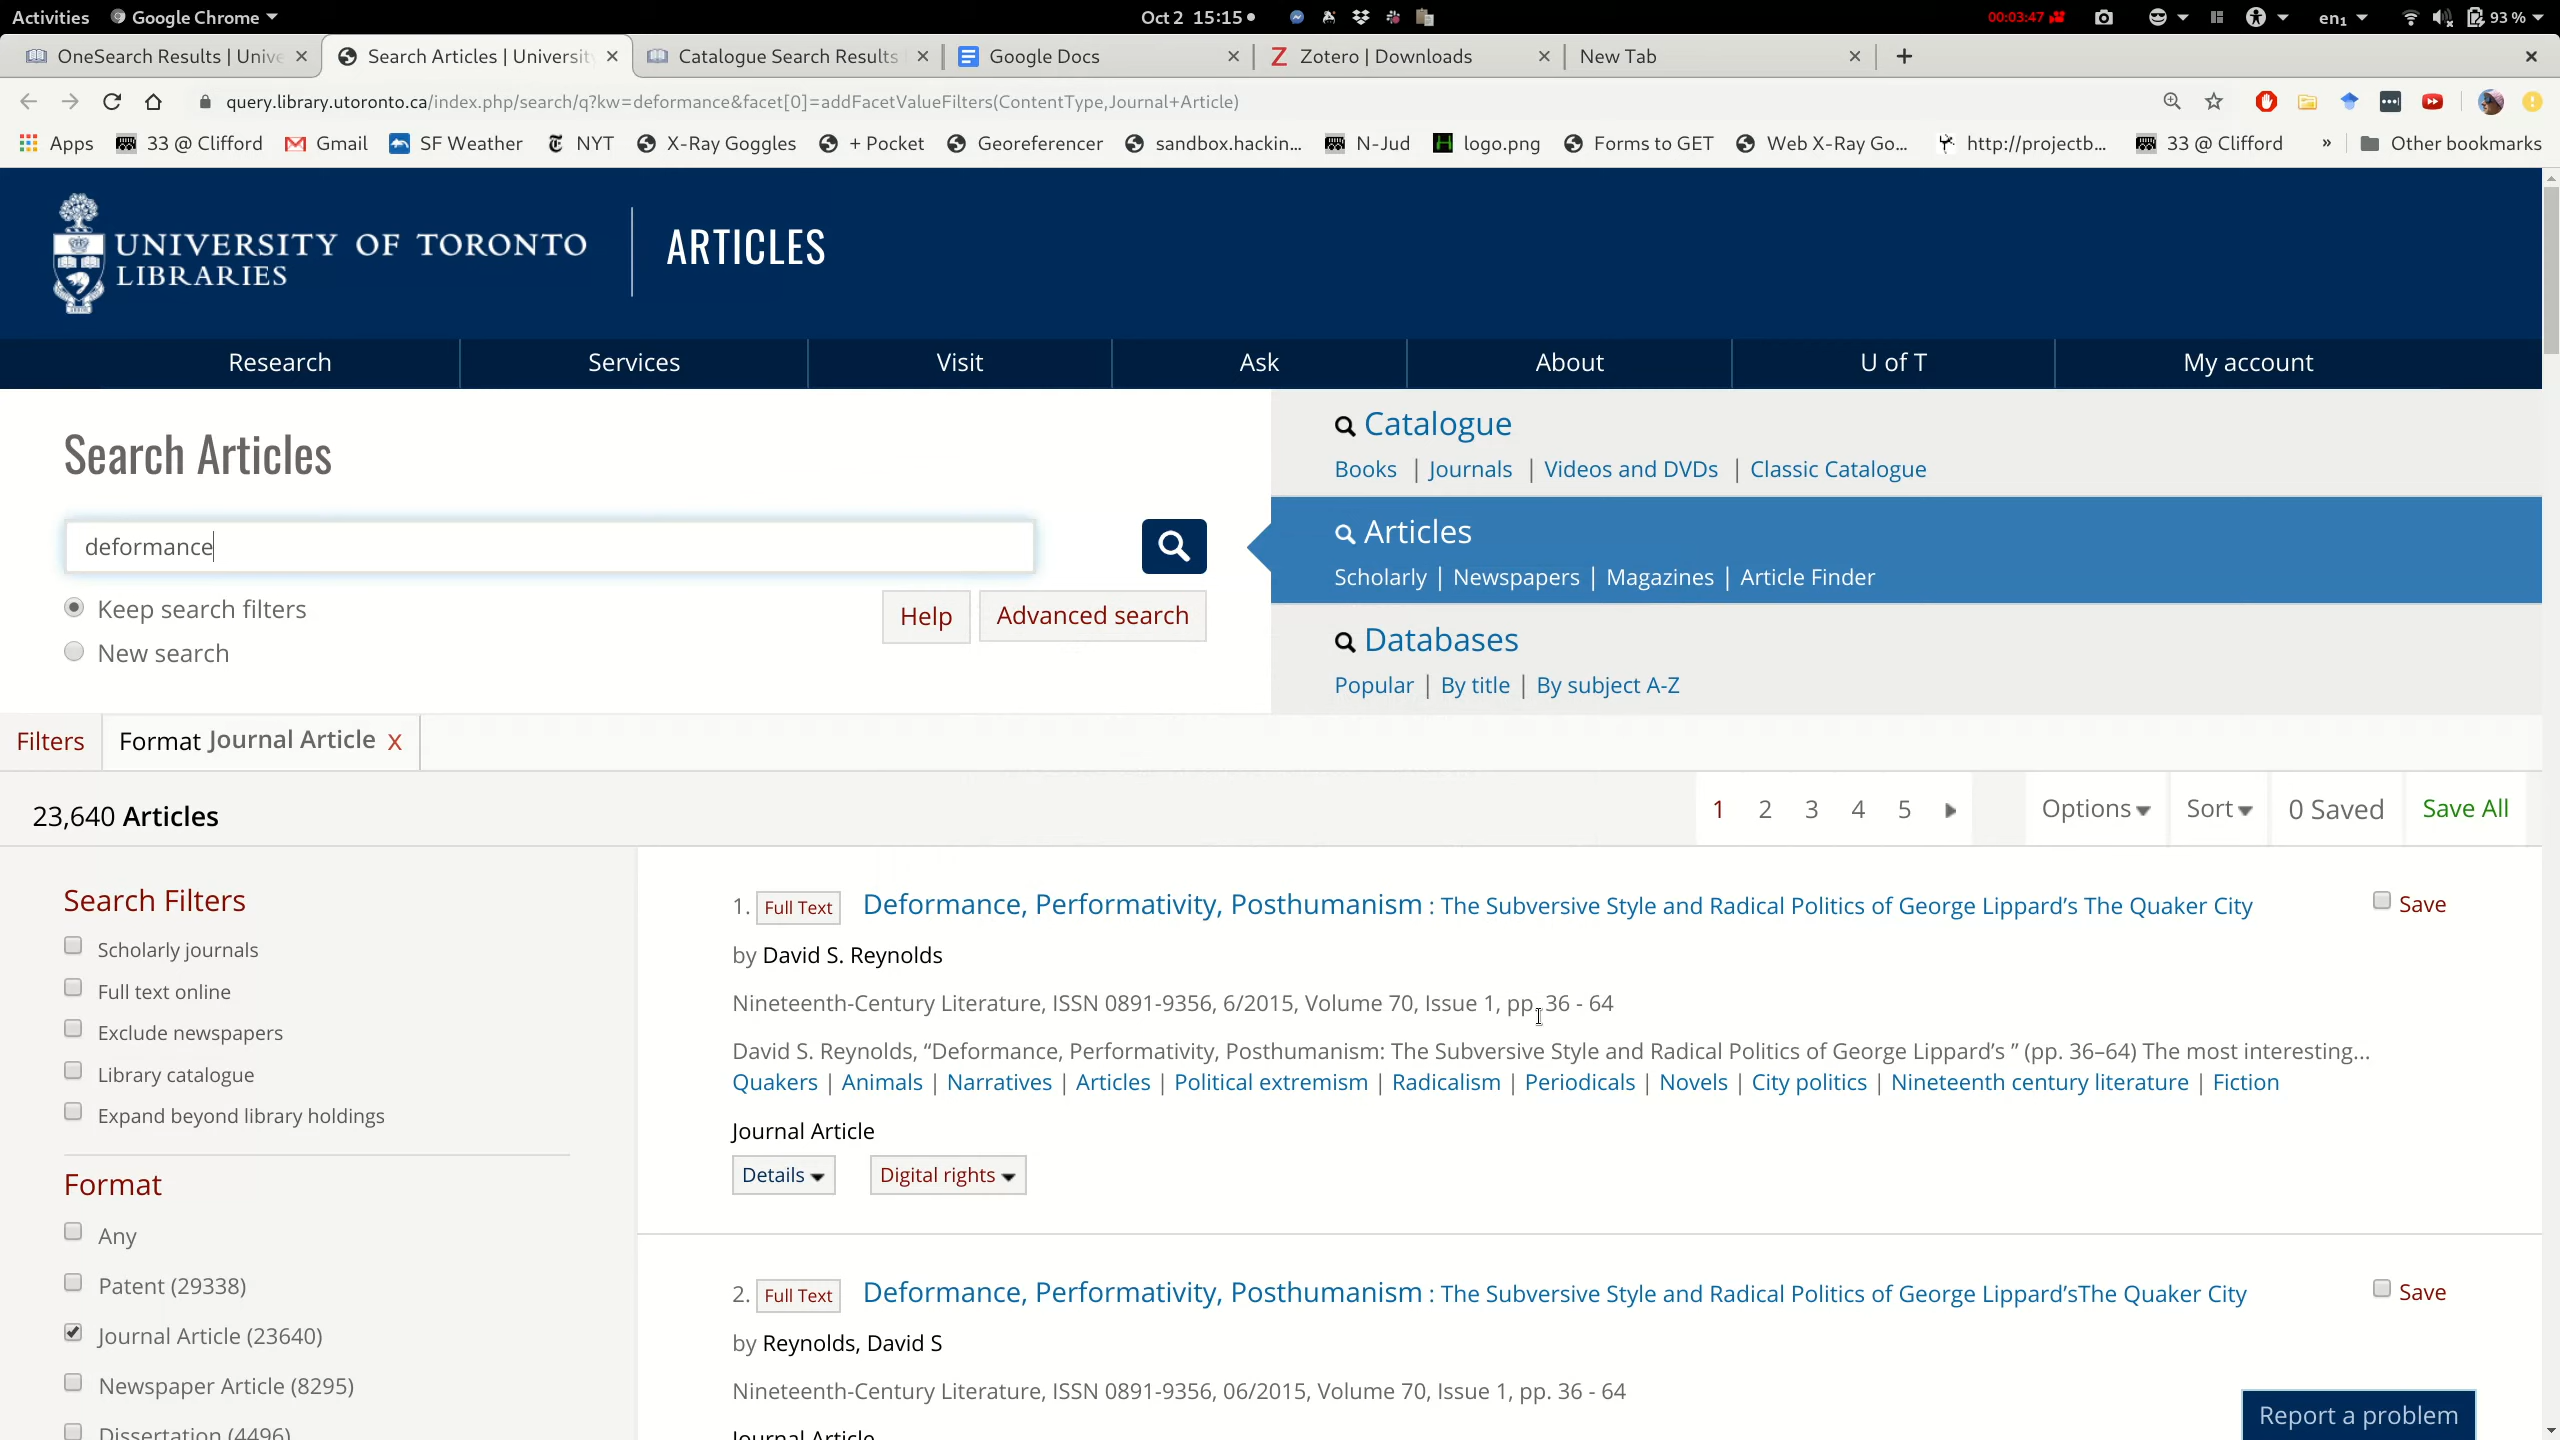 Activities Google Chrome Oct 2 15:15 00:03:47 en₁ 93 %
OneSearch Results | Unive Search Articles | University Catalogue Search Results Google Docs Zotero | Downloads New Tab
query.library.utoronto.ca/index.php/search/q?kw=deformance&facet[0]=addFacetValueFilters(ContentType,Journal+Article)
Apps 33 @ Clifford Gmail SF Weather NYT X-Ray Goggles + Pocket Georeferencer sandbox.hackin... N-Jud logo.png Forms to GET Web X-Ray Go... http://projectb... 33 @ Clifford » Other bookmarks
UNIVERSITY OF TORONTO
LIBRARIES
ARTICLES
Research Services Visit Ask About U of T My account
Search Articles
deformance
Keep search filters
New search
Help Advanced search
Catalogue
Books | Journals | Videos and DVDs | Classic Catalogue
Articles
Scholarly | Newspapers | Magazines | Article Finder
Databases
Popular | By title | By subject A-Z
Filters Format Journal Article X
23,640 Articles
1 2 3 4 5 Options Sort 0 Saved Save All
Search Filters
Scholarly journals
Full text online
Exclude newspapers
Library catalogue
Expand beyond library holdings
Format
Any
Patent (29338)
Journal Article (23640)
Newspaper Article (8295)
Dissertation (4496)
1. Full Text Deformance, Performativity, Posthumanism : The Subversive Style and Radical Politics of George Lippard’s The Quaker City Save
by David S. Reynolds
Nineteenth-Century Literature, ISSN 0891-9356, 6/2015, Volume 70, Issue 1, pp. 36 - 64
David S. Reynolds, “Deformance, Performativity, Posthumanism: The Subversive Style and Radical Politics of George Lippard’s ” (pp. 36–64) The most interesting...
Quakers | Animals | Narratives | Articles | Political extremism | Radicalism | Periodicals | Novels | City politics | Nineteenth century literature | Fiction
Journal Article
Details Digital rights
2. Full Text Deformance, Performativity, Posthumanism : The Subversive Style and Radical Politics of George Lippard’sThe Quaker City Save
by Reynolds, David S
Nineteenth-Century Literature, ISSN 0891-9356, 06/2015, Volume 70, Issue 1, pp. 36 - 64
Journal Article
Report a problem